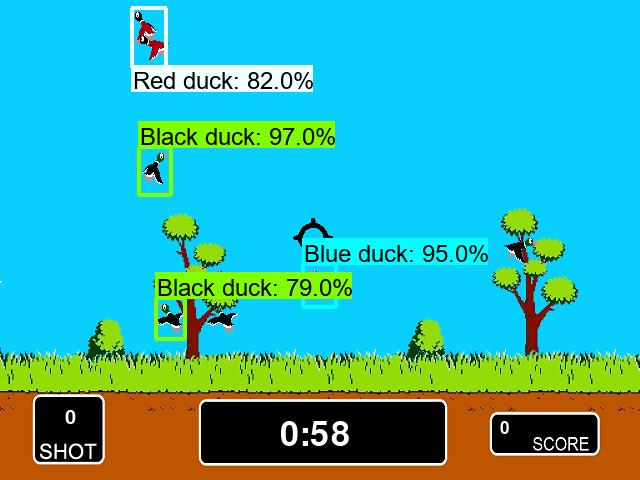 Red duck: 82.0%
Black duck: 97.0%
Blue duck: 95.0%
Black duck: 79.0%
0
SHOT
0:58
0
SCORE